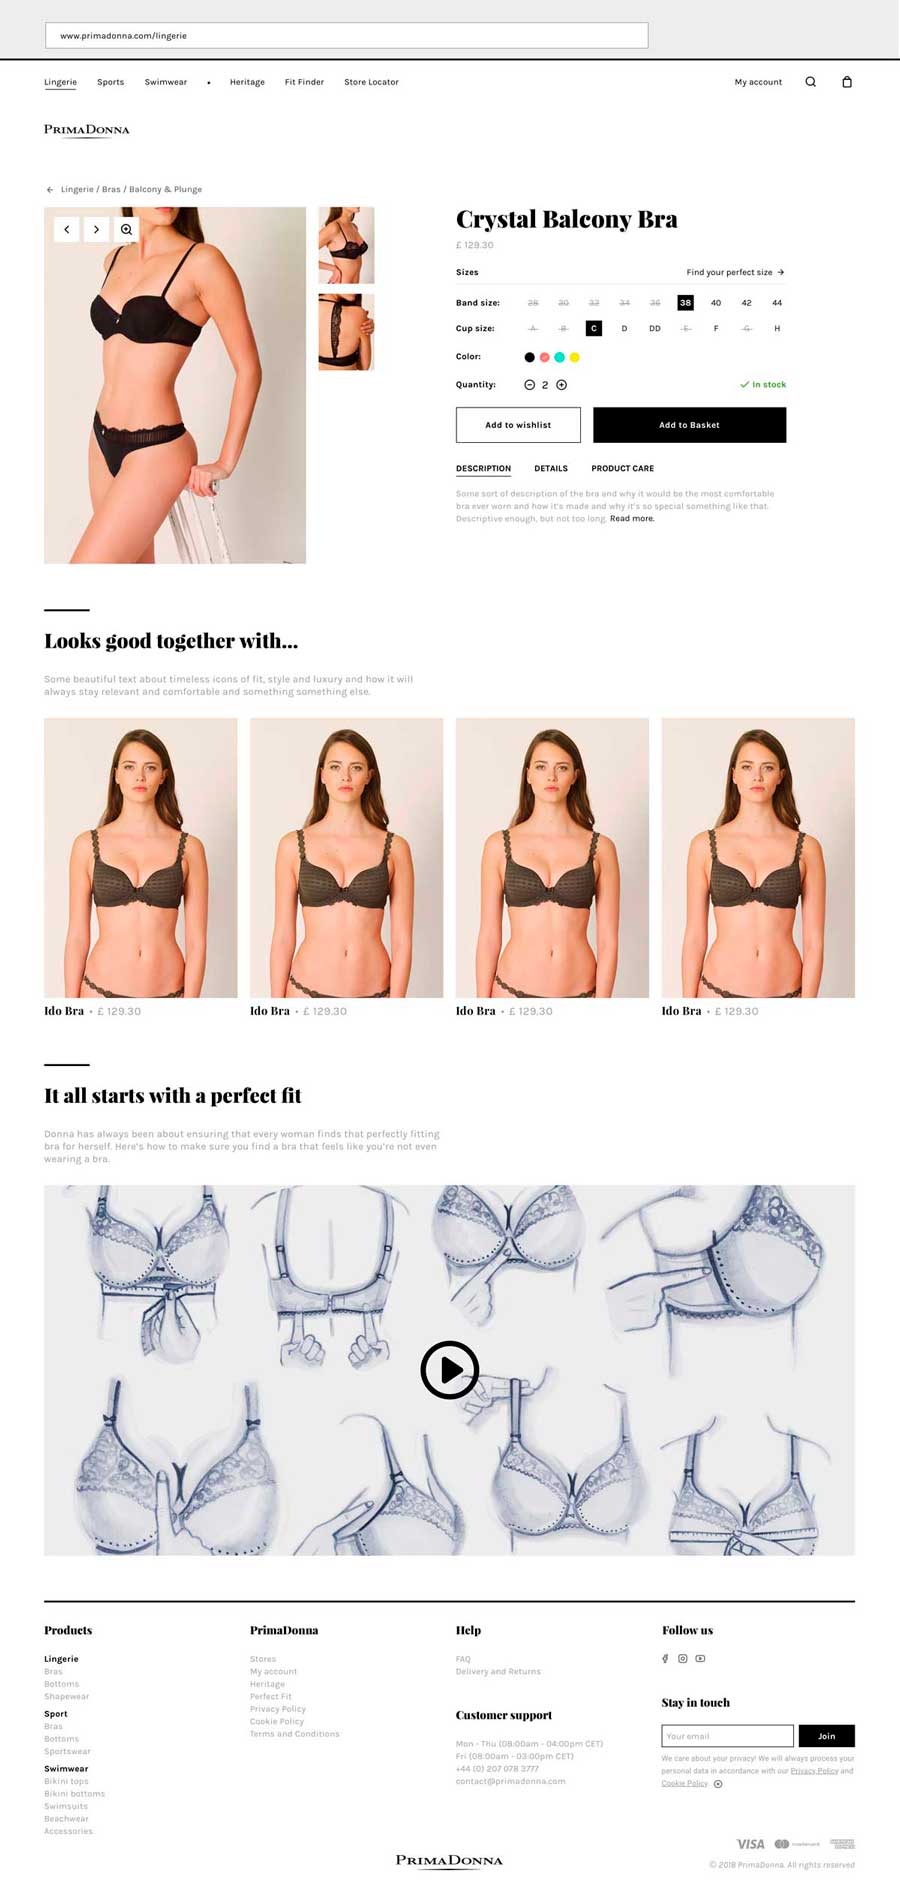 www.primadonna.com/lingerie
Lingerie Sports Swimwear • Heritage Fit Finder Store Locator My account
PRIMADONNA
Lingerie / Bras / Balcony & Plunge
Crystal Balcony Bra
£ 129.30
Sizes Find your perfect size →
Band size: 28 30 32 34 36 38 40 42 44
Cup size: A B C D DD E F G H
Color:
Quantity: 2 In stock
Add to wishlist Add to Basket
DESCRIPTION DETAILS PRODUCT CARE
Some sort of description of the bra and why it would be the most comfortable
bra ever worn and how it's made and why it's so special something like that.
Descriptive enough, but not too long. Read more.
Looks good together with...
Some beautiful text about timeless icons of fit, style and luxury and how it will
always stay relevant and comfortable and something something else.
Ido Bra • £ 129.30
Ido Bra • £ 129.30
Ido Bra • £ 129.30
Ido Bra • £ 129.30
It all starts with a perfect fit
Donna has always been about ensuring that every woman finds that perfectly fitting
bra for herself. Here's how to make sure you find a bra that feels like you're not even
wearing a bra.
Products
Lingerie
Bras
Bottoms
Shapewear
Sport
Bras
Bottoms
Sportswear
Swimwear
Bikini tops
Bikini bottoms
Swimsuits
Beachwear
Accessories
PrimaDonna
Stores
My account
Heritage
Perfect Fit
Privacy Policy
Cookie Policy
Terms and Conditions
Help
FAQ
Delivery and Returns
Customer support
Mon - Thu (08:00am - 04:00pm CET)
Fri (08:00am - 03:00pm CET)
+44 (0) 207 078 3777
contact@primadonna.com
Follow us
Stay in touch
Your email Join
We care about your privacy! We will always process your
personal data in accordance with our Privacy Policy and
Cookie Policy.
VISA mastercard AMERICAN EXPRESS
PRIMADONNA
© 2018 PrimaDonna. All rights reserved